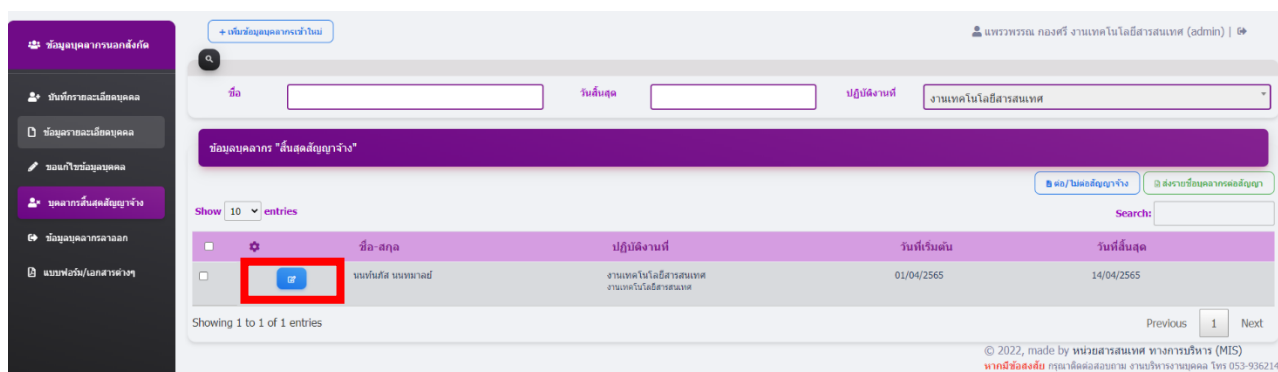 ข้อมูลบุคลากรนอกสังกัด
บันทึกรายละเอียดบุคคล
ข้อมูลรายละเอียดบุคคล
ขอแก้ไขข้อมูลบุคคล
บุคลากรสิ้นสุดสัญญาจ้าง
ข้อมูลบุคลากรลาออก
แบบฟอร์ม/เอกสารต่างๆ
+ เพิ่มข้อมูลบุคลากรเข้าใหม่
แพรวพรรณ กองศรี งานเทคโนโลยีสารสนเทศ (admin) |
ชื่อ วันสิ้นสุด ปฏิบัติงานที่ งานเทคโนโลยีสารสนเทศ
ข้อมูลบุคลากร "สิ้นสุดสัญญาจ้าง"
ต่อ/ไม่ต่อสัญญาจ้าง ส่งรายชื่อบุคลากรต่อสัญญา
Show 10 entries Search:
ชื่อ-สกุล ปฏิบัติงานที่ วันที่เริ่มต้น วันที่สิ้นสุด
นนท์นภัส นนทมาลย์ งานเทคโนโลยีสารสนเทศ 01/04/2565 14/04/2565
งานเทคโนโลยีสารสนเทศ
Showing 1 to 1 of 1 entries Previous 1 Next
© 2022, made by หน่วยสารสนเทศ ทางการบริหาร (MIS)
หากมีข้อสงสัย กรุณาติดต่อสอบถาม งานบริหารงานบุคคล โทร 053-936214